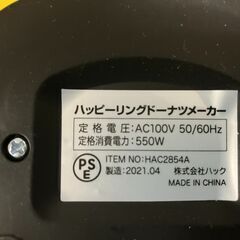 ハッピーリングドーナツメーカー
定格電圧:AC100V 50/60Hz
定格消費電力:550W
PS
E
ITEM NO:HAC2854A
製造:2021.04 株式会社ハック
MADE IN CHINA